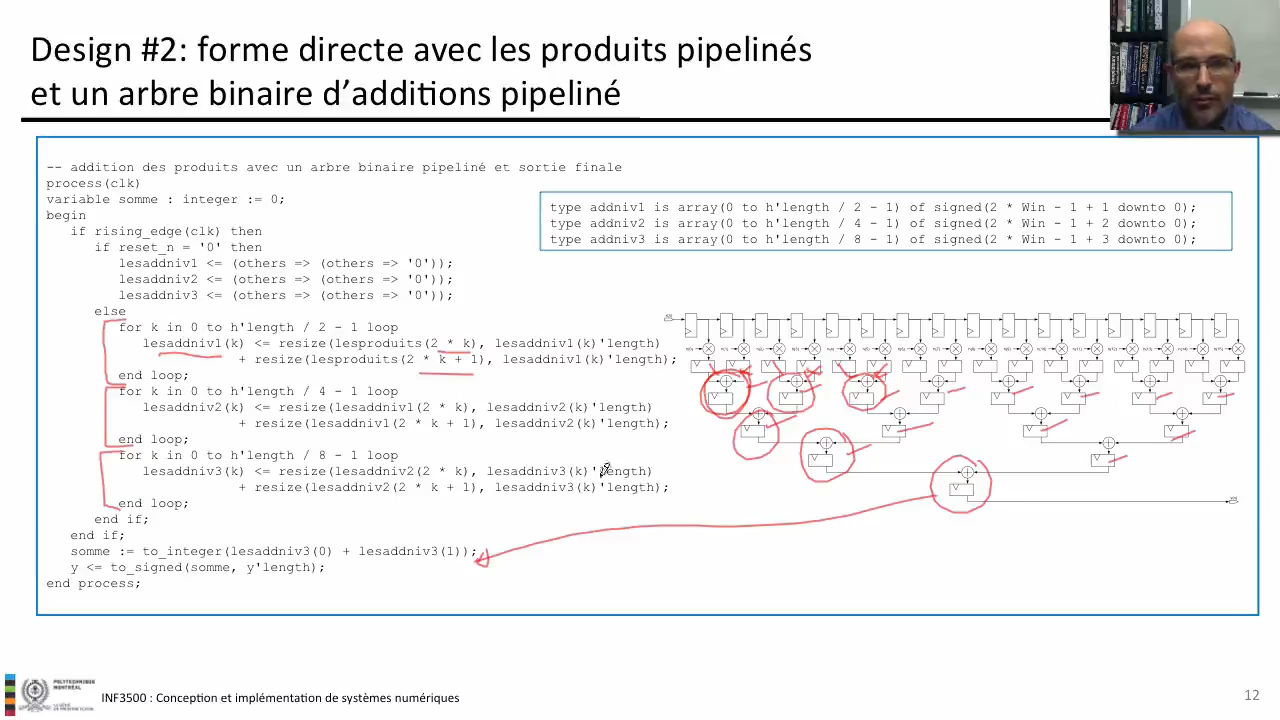 Design #2: forme directe avec les produits pipelinés
et un arbre binaire d'additions pipeliné
-- addition des produits avec un arbre binaire pipeliné et sortie finale
process(clk)
variable somme : integer := 0;
begin
if rising_edge(clk) then
if reset_n = '0' then
lesaddniv1 <= (others => (others => '0'));
lesaddniv2 <= (others => (others => '0'));
lesaddniv3 <= (others => (others => '0'));
else
for k in 0 to h'length / 2 - 1 loop
lesaddniv1(k) <= resize(lesproduits(2 * k), lesaddniv1(k)'length)
+ resize(lesproduits(2 * k + 1), lesaddniv1(k)'length);
end loop;
for k in 0 to h'length / 4 - 1 loop
lesaddniv2(k) <= resize(lesaddniv1(2 * k), lesaddniv2(k)'length)
+ resize(lesaddniv1(2 * k + 1), lesaddniv2(k)'length);
end loop;
for k in 0 to h'length / 8 - 1 loop
lesaddniv3(k) <= resize(lesaddniv2(2 * k), lesaddniv3(k)'length)
+ resize(lesaddniv2(2 * k + 1), lesaddniv3(k)'length);
end loop;
end if;
end if;
somme := to_integer(lesaddniv3(0) + lesaddniv3(1));
y <= to_signed(somme, y'length);
end process;
type addniv1 is array(0 to h'length / 2 - 1) of signed(2 * Win - 1 + 1 downto 0);
type addniv2 is array(0 to h'length / 4 - 1) of signed(2 * Win - 1 + 2 downto 0);
type addniv3 is array(0 to h'length / 8 - 1) of signed(2 * Win - 1 + 3 downto 0);
POLYTECHNIQUE
MONTRÉAL
INF3500 : Conception et implémentation de systèmes numériques
12